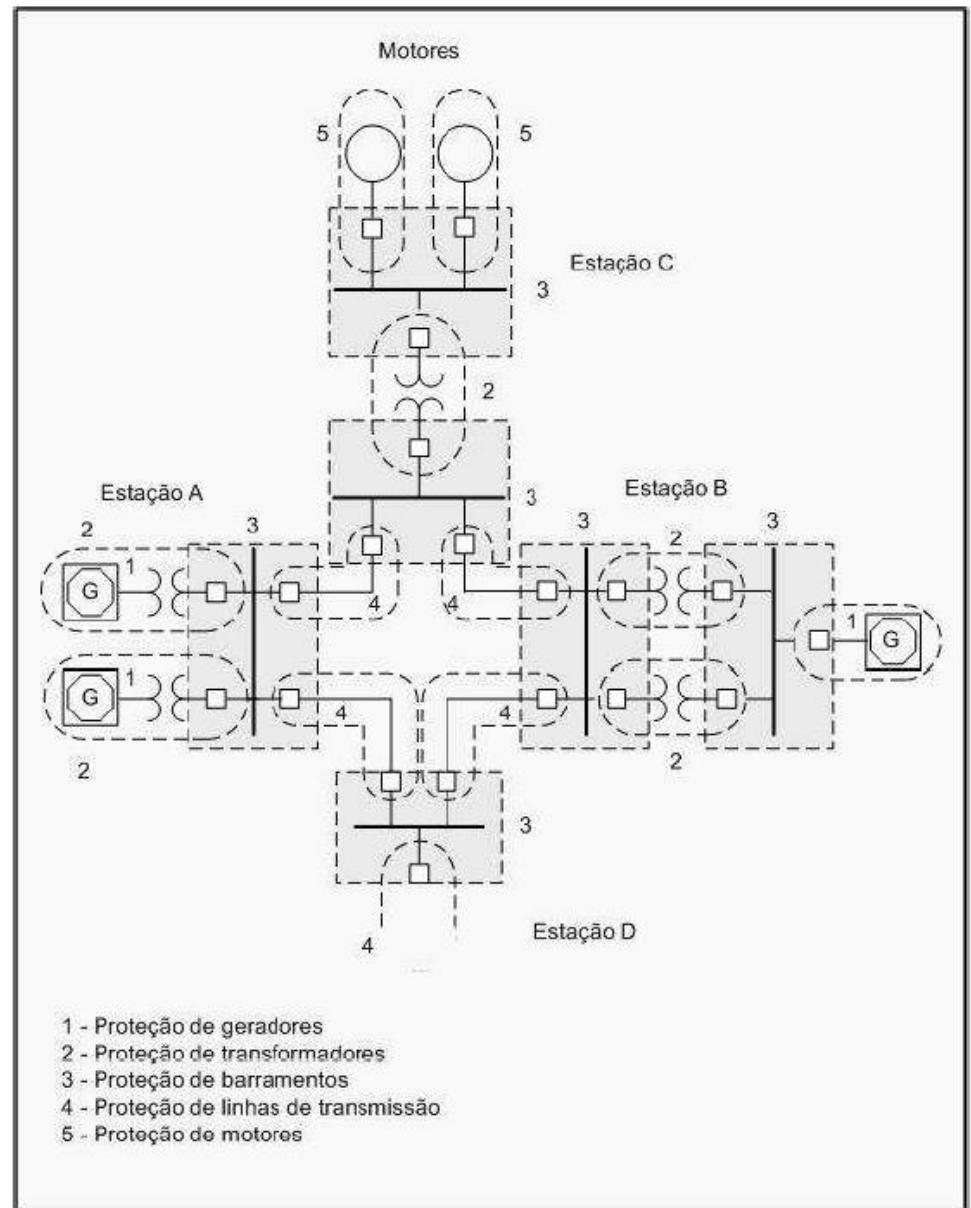 Motores
5
5
Estação C
3
2
Estação A
Estação B
3
2
3
3
2
3
1
G
4
4
1
G
1
G
4
4
2
2
3
4
Estação D
1 - Proteção de geradores
2 - Proteção de transformadores
3 - Proteção de barramentos
4 - Proteção de linhas de transmissão
5 - Proteção de motores